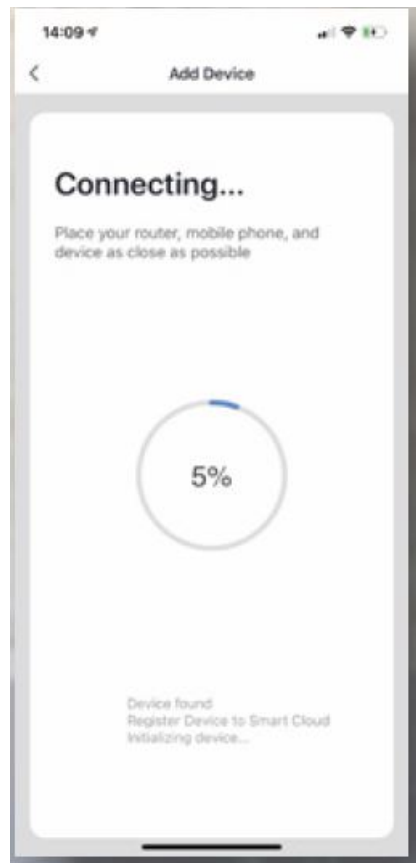 14:09
Add Device
Connecting...
Place your router, mobile phone, and
device as close as possible
5%
Device found
Register Device to Smart Cloud
Initializing device...